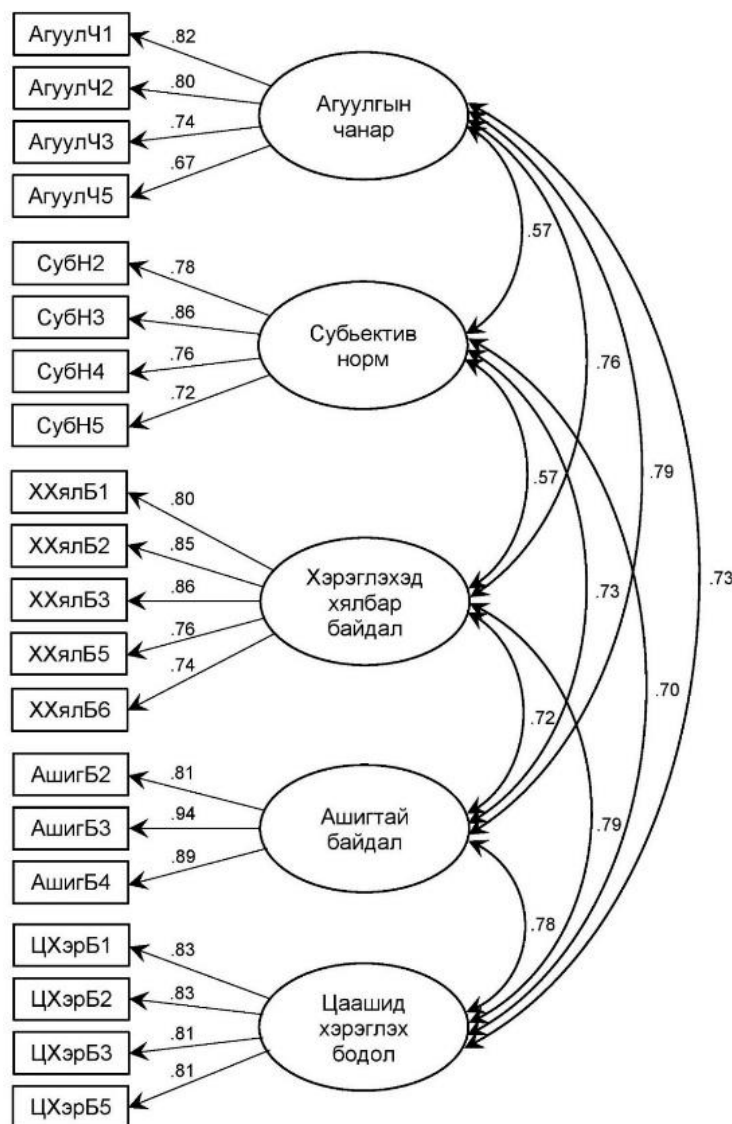 АгуулЧ1
.82
АгуулЧ2
.80
АгуулЧ3
.74
АгуулЧ5
.67
Агуулгын
чанар
.57
СубН2
.78
СубН3
.86
СубН4
.76
СубН5
.72
Субьектив
норм
.76
.79
.57
.73
.73
.70
ХХялБ1
.80
ХХялБ2
.85
ХХялБ3
.86
ХХялБ5
.76
ХХялБ6
.74
Хэрэглэхэд
хялбар
байдал
.72
.79
АшигБ2
.81
АшигБ3
.94
АшигБ4
.89
Ашигтай
байдал
.78
ЦХэрБ1
.83
ЦХэрБ2
.83
ЦХэрБ3
.81
ЦХэрБ5
.81
Цаашид
хэрэглэх
бодол